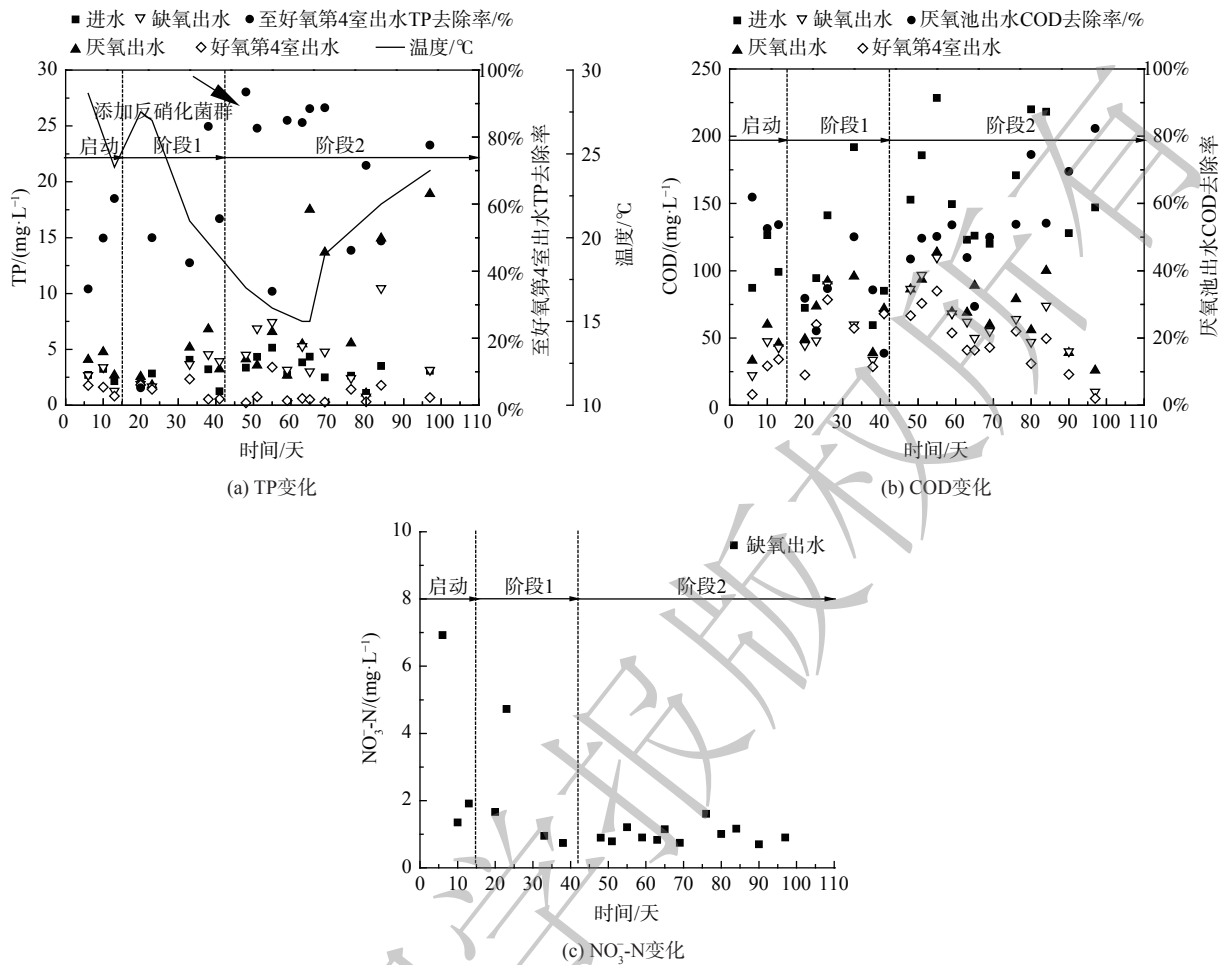 ■ 进水 ▽ 缺氧出水 ● 至好氧第4室出水TP去除率/%
▲ 厌氧出水 ◇ 好氧第4室出水 — 温度/℃
30
25
20
15
10
5
0
TP/(mg·L⁻¹)
添加反硝化菌群
启动 阶段1 阶段2
100%
80%
60%
40%
20%
0%
至好氧第4室出水TP去除率
30
25
20
15
10
温度/℃
0 10 20 30 40 50 60 70 80 90 100 110
时间/天
(a) TP变化
■ 进水 ▽ 缺氧出水 ● 厌氧池出水COD去除率/%
▲ 厌氧出水 ◇ 好氧第4室出水
250
200
150
100
50
0
COD/(mg·L⁻¹)
启动 阶段1 阶段2
100%
80%
60%
40%
20%
0%
厌氧池出水COD去除率
0 10 20 30 40 50 60 70 80 90 100 110
时间/天
(b) COD变化
10
8
6
4
2
0
NO₃⁻-N/(mg·L⁻¹)
■ 缺氧出水
启动 阶段1 阶段2
0 10 20 30 40 50 60 70 80 90 100 110
时间/天
(c) NO₃⁻-N变化
学报版权所有